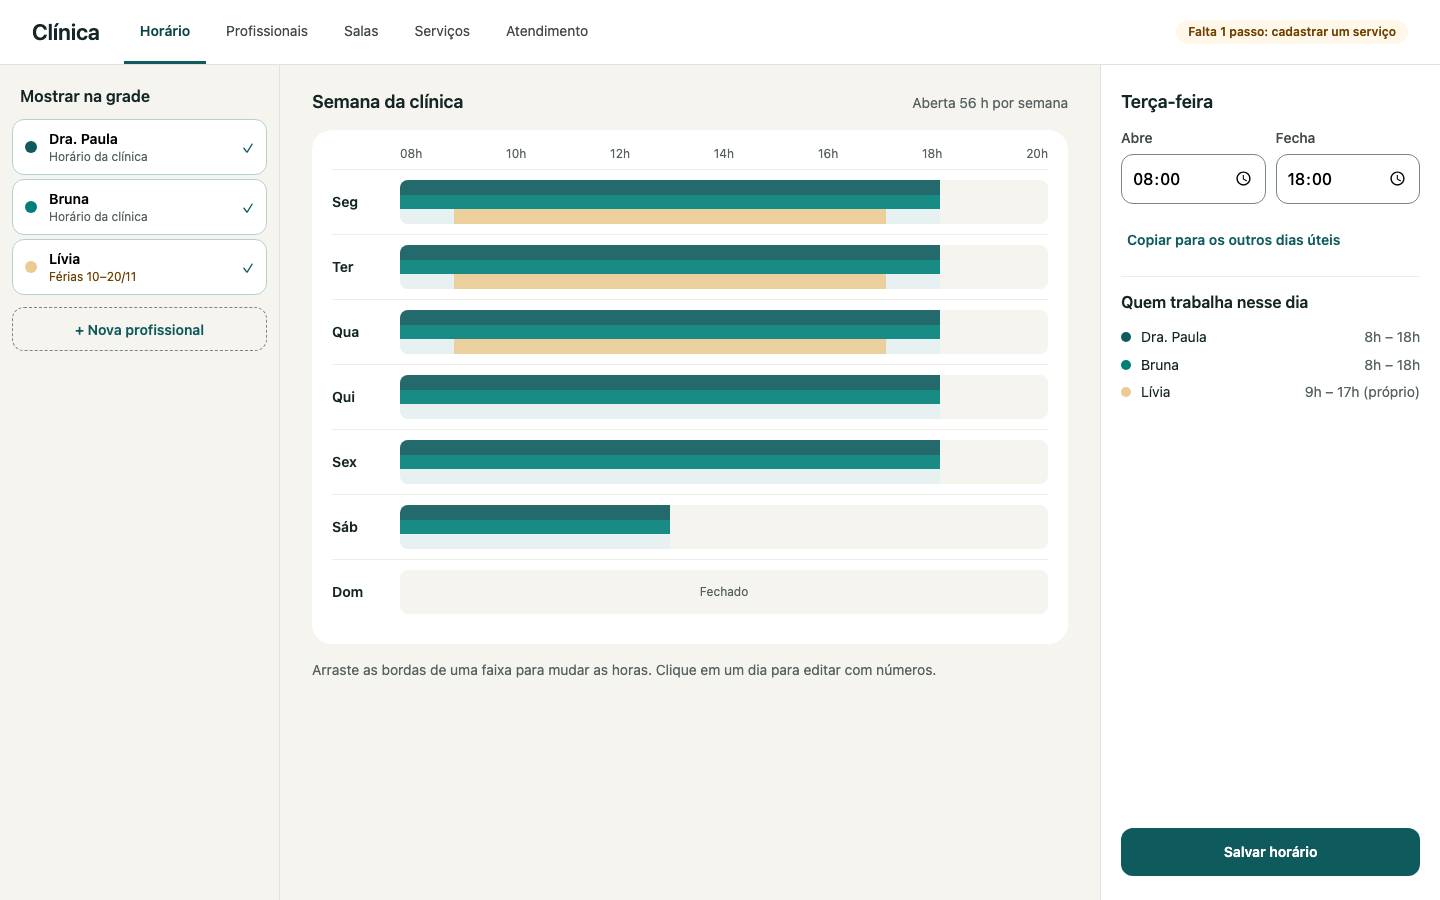 Clínica
Horário
Profissionais
Salas
Serviços
Atendimento
Falta 1 passo: cadastrar um serviço
Mostrar na grade
Dra. Paula
Horário da clínica
Bruna
Horário da clínica
Lívia
Férias 10–20/11
+ Nova profissional
Semana da clínica
Aberta 56 h por semana
08h 10h 12h 14h 16h 18h 20h
Seg
Ter
Qua
Qui
Sex
Sáb
Dom
Fechado
Arraste as bordas de uma faixa para mudar as horas. Clique em um dia para editar com números.
Terça-feira
Abre Fecha
08:00 18:00
Copiar para os outros dias úteis
Quem trabalha nesse dia
Dra. Paula 8h – 18h
Bruna 8h – 18h
Lívia 9h – 17h (próprio)
Salvar horário